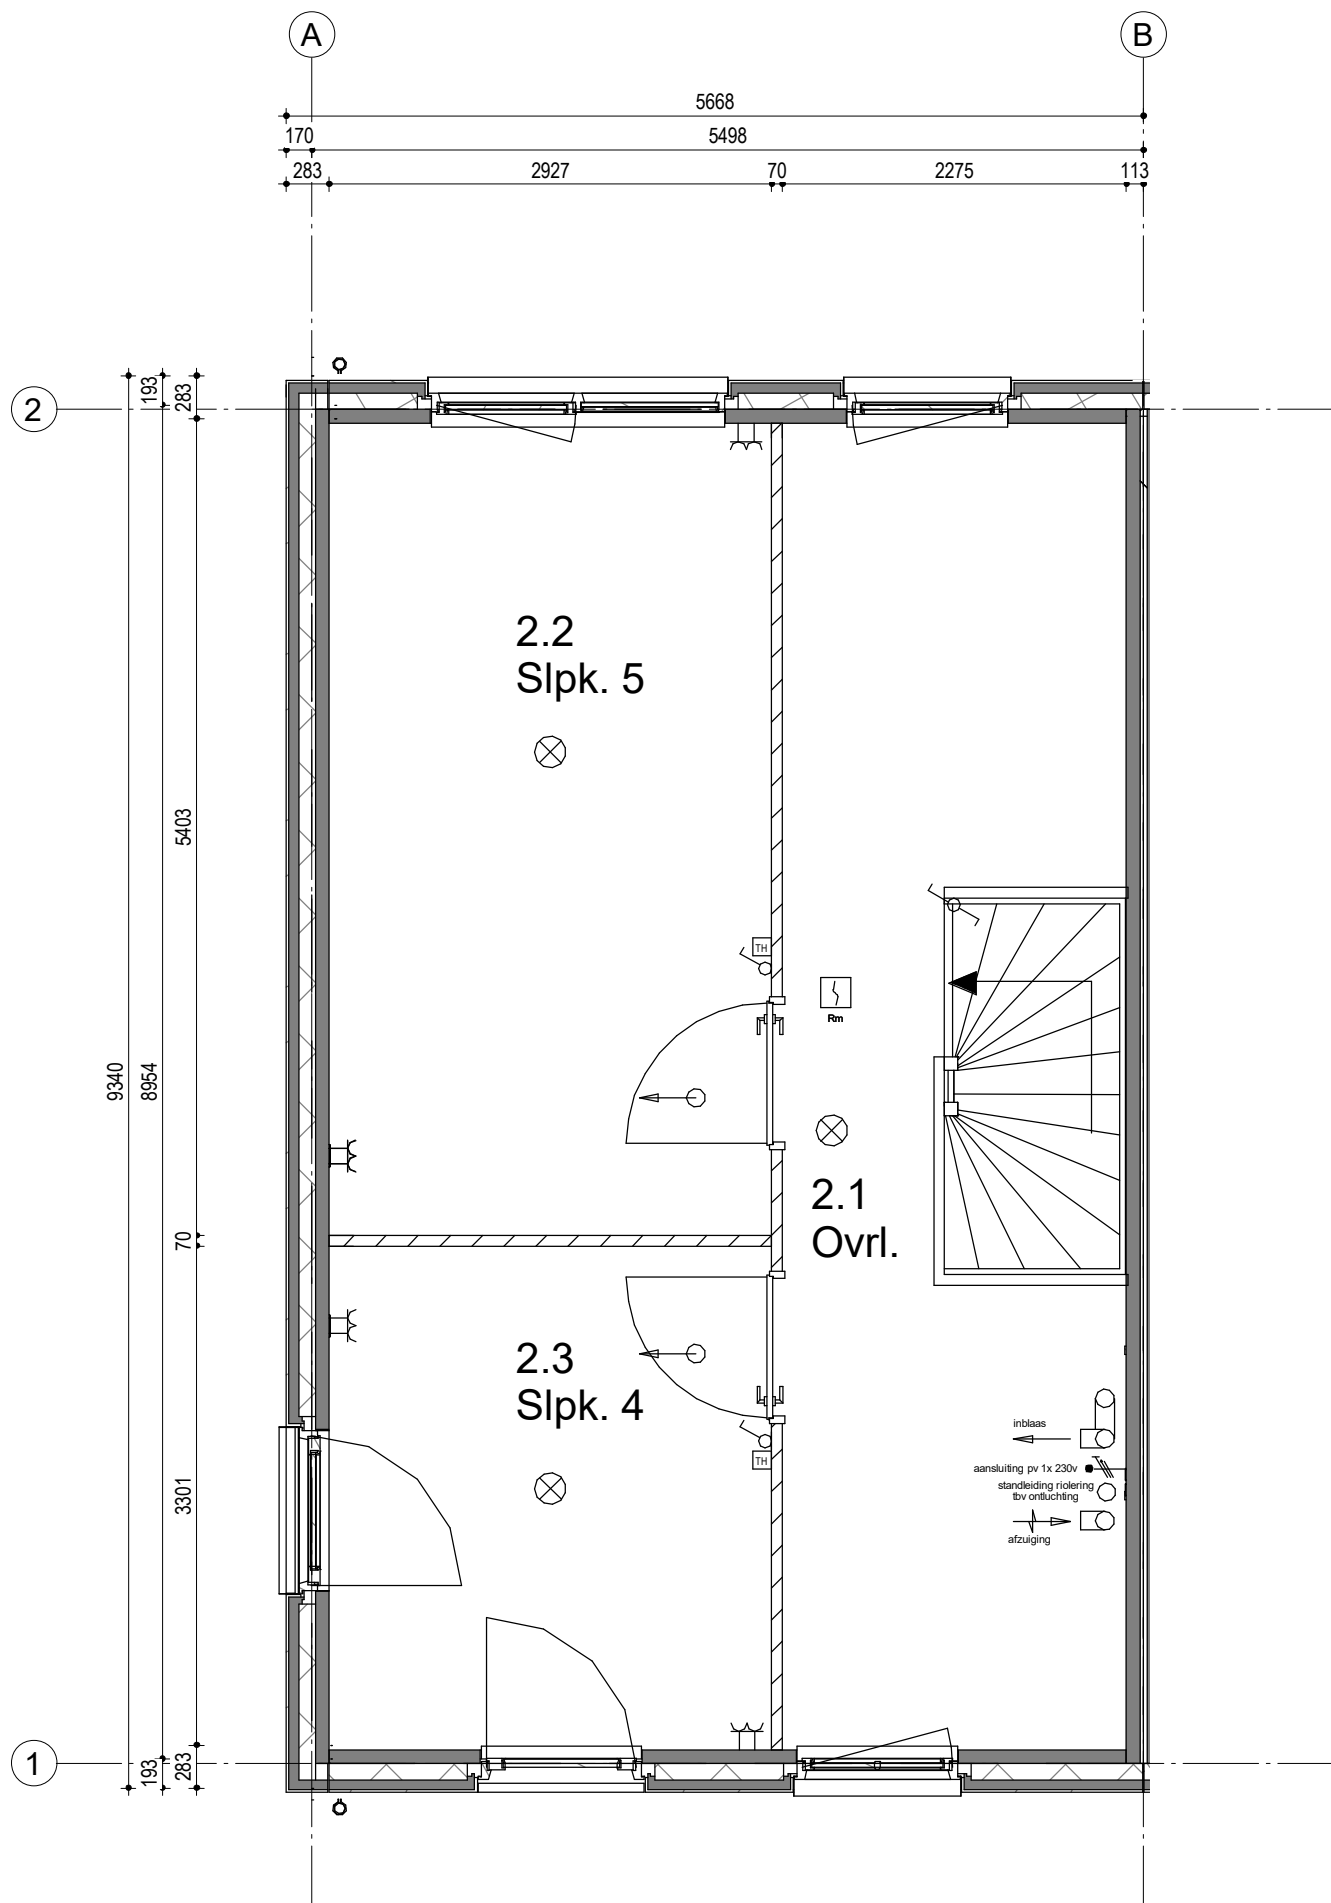 A
B
5668
170
5498
283
2927
70
2275
113
2
193
283
2.2
Slpk. 5
5403
TH
Rm
9340
8954
2.1
Ovrl.
70
2.3
Slpk. 4
inblaas
TH
aansluiting pv 1x 230v
standleiding riolering
tbv ontluchting
3301
afzuiging
1
193
283